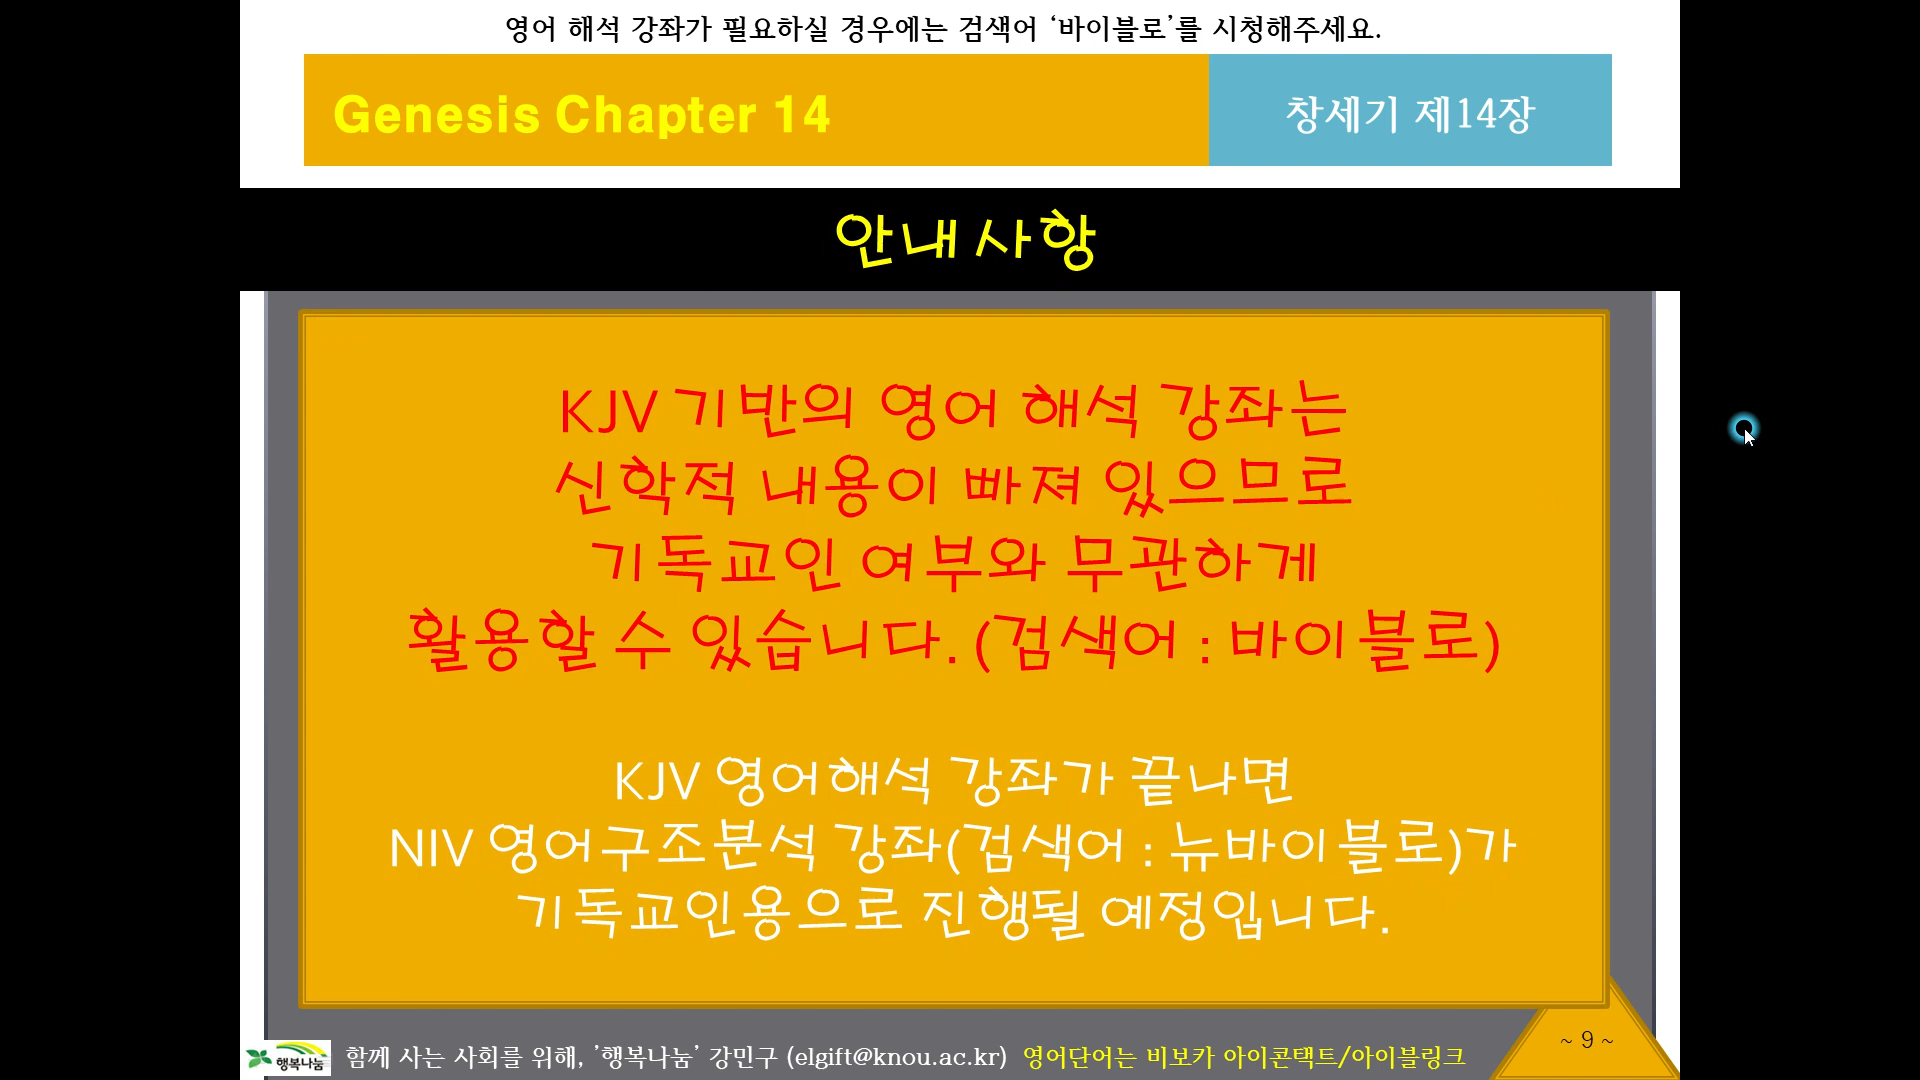 영어 해석 강좌가 필요하실 경우에는 검색어 ‘바이블로’를 시청해주세요.
Genesis Chapter 14
창세기 제14장
안내사항
KJV 기반의 영어 해석 강좌는
신학적 내용이 빠져 있으므로
기독교인 여부와 무관하게
활용할 수 있습니다. (검색어 : 바이블로)
KJV 영어해석 강좌가 끝나면
NIV 영어구조분석 강좌(검색어 : 뉴바이블로)가
기독교인용으로 진행될 예정입니다.
~ 9 ~
행복나눔 함께 사는 사회를 위해, ’행복나눔’ 강민구 (elgift@knou.ac.kr) 영어단어는 비보카 아이콘택트/아이블링크